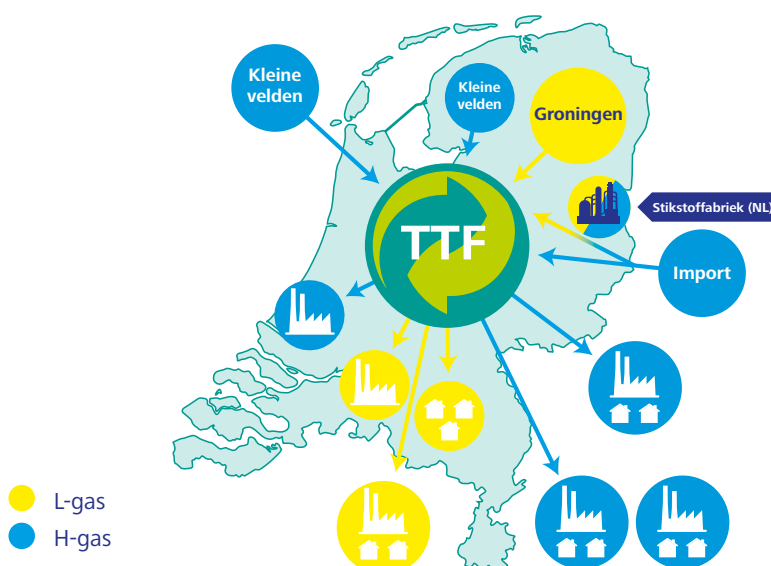 Kleine
velden
Kleine
velden
Groningen
Stikstoffabriek (NL)
TTF
Import
L-gas
H-gas